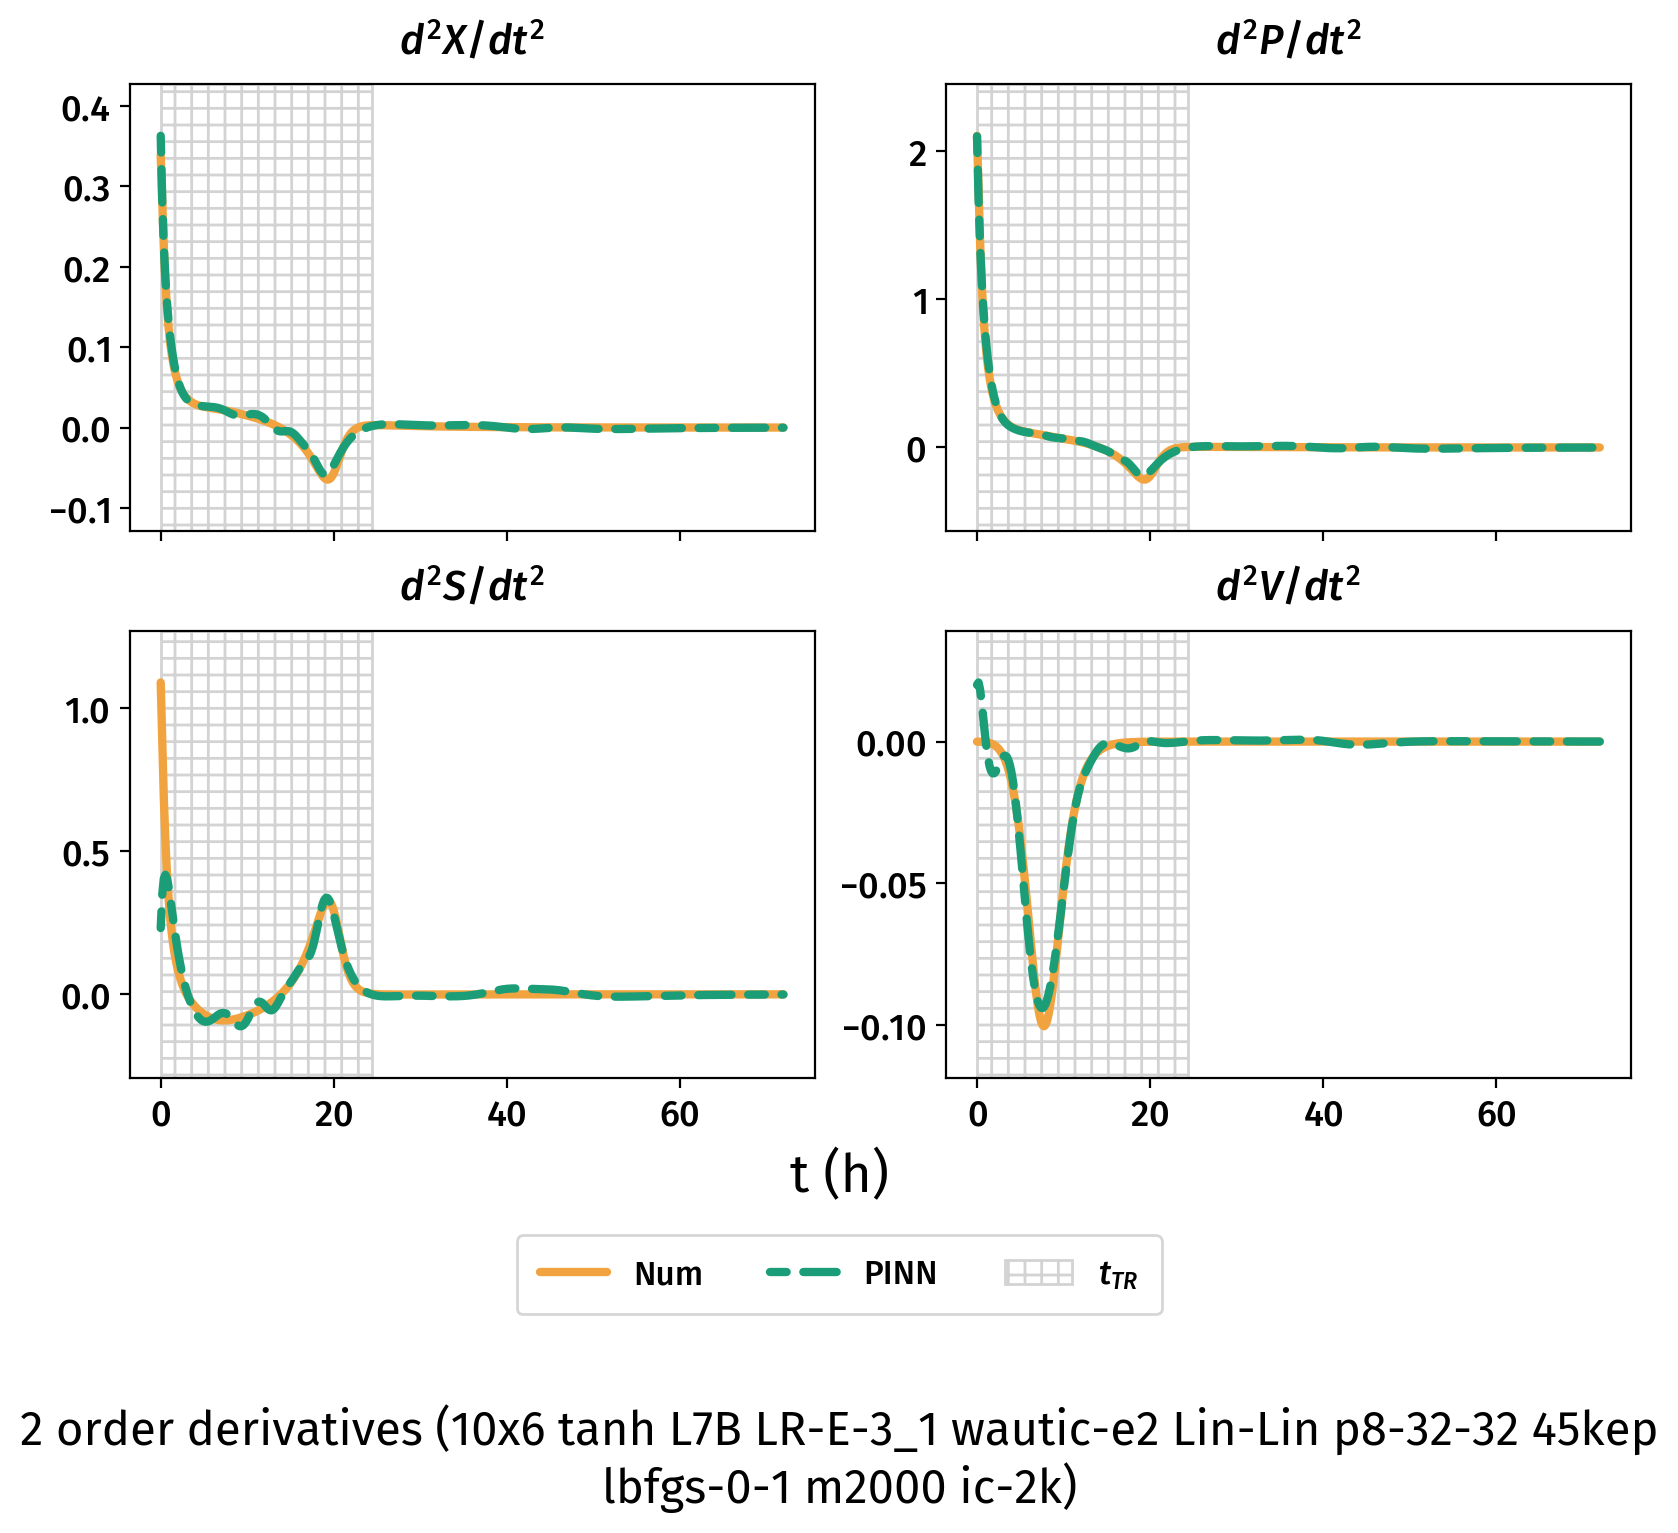 d²X/dt²
d²P/dt²
0.4
0.3
0.2
0.1
0.0
−0.1
2
1
0
d²S/dt²
d²V/dt²
1.0
0.5
0.0
0.00
−0.05
−0.10
0 20 40 60
0 20 40 60
t (h)
Num PINN t_TR
2 order derivatives (10x6 tanh L7B LR-E-3_1 wautic-e2 Lin-Lin p8-32-32 45kep
lbfgs-0-1 m2000 ic-2k)